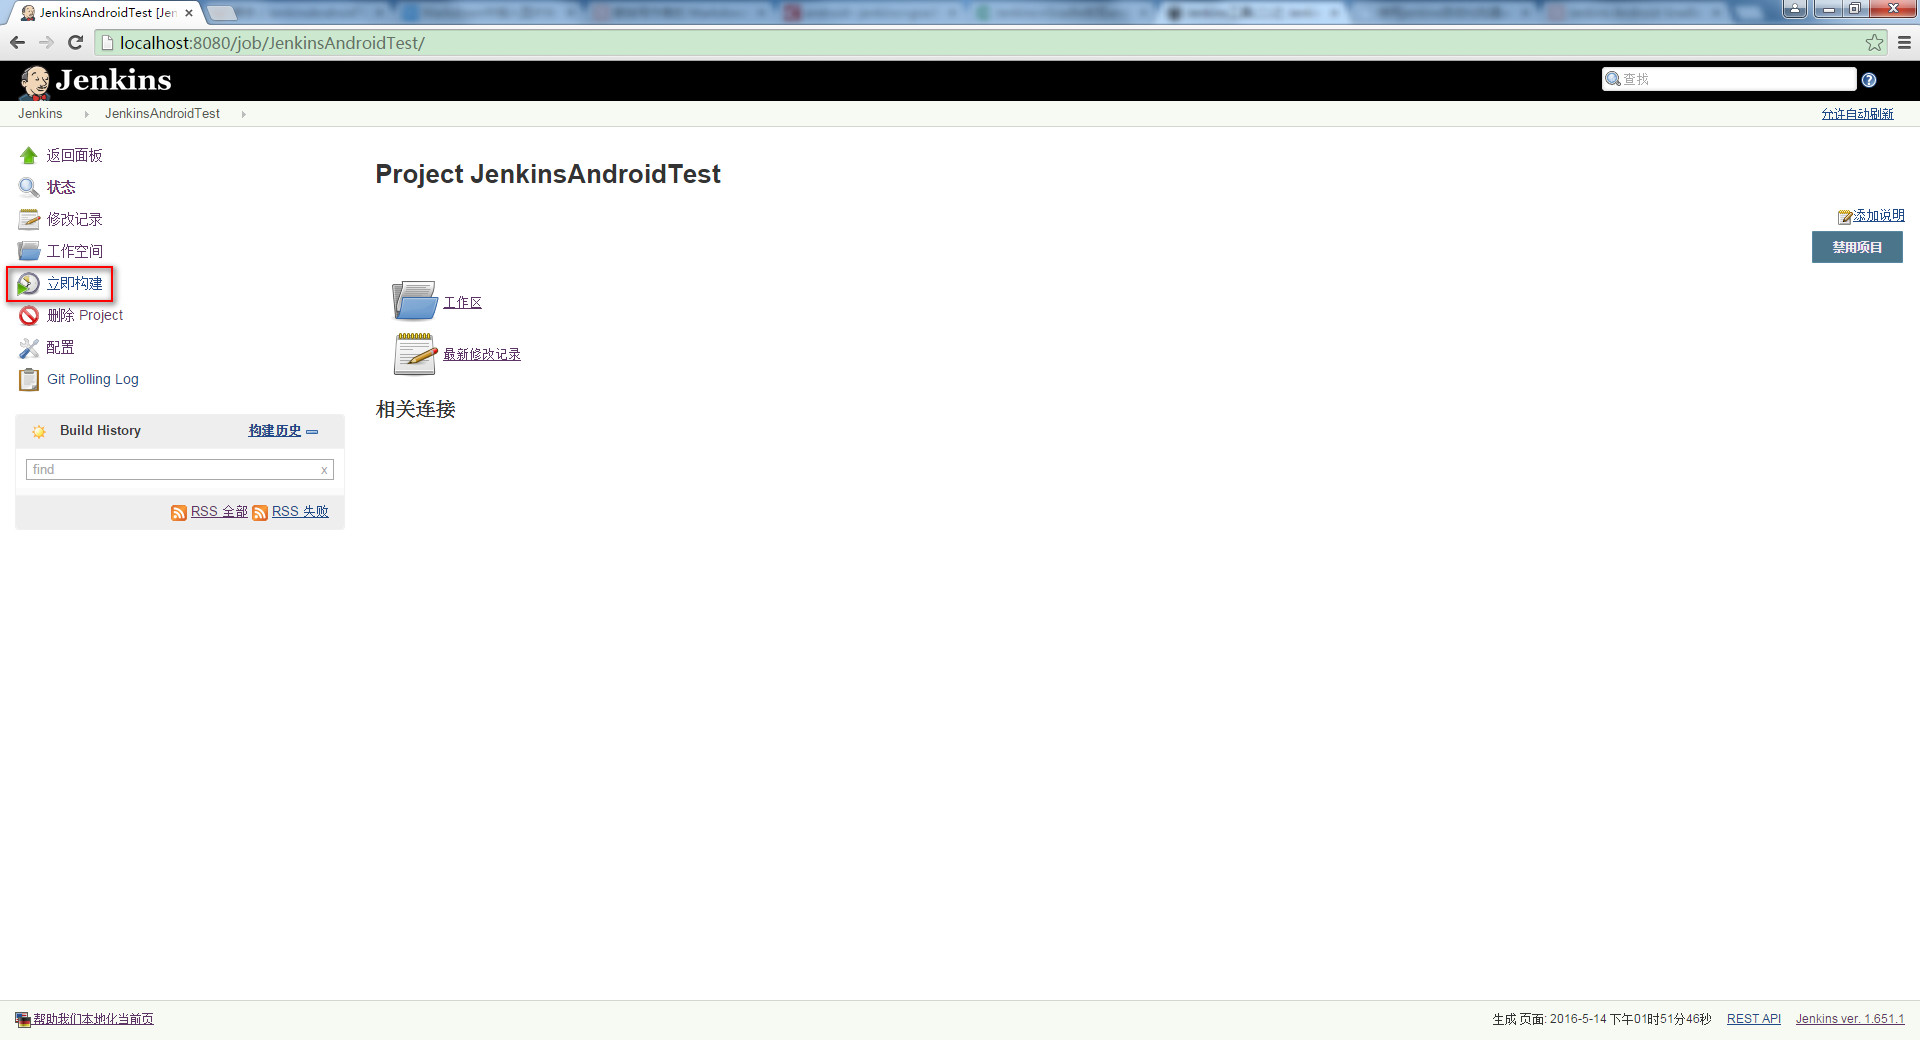 JenkinsAndroidTest [Jen
localhost:8080/job/JenkinsAndroidTest/
Jenkins
查找
Jenkins
JenkinsAndroidTest
允许自动刷新
返回面板
状态
修改记录
工作空间
立即构建
删除 Project
配置
Git Polling Log
Project JenkinsAndroidTest
添加说明
禁用项目
工作区
最新修改记录
相关连接
Build History
构建历史
find
x
RSS 全部
RSS 失败
帮助我们本地化当前页
生成 页面: 2016-5-14 下午01时51分46秒
REST API
Jenkins ver. 1.651.1